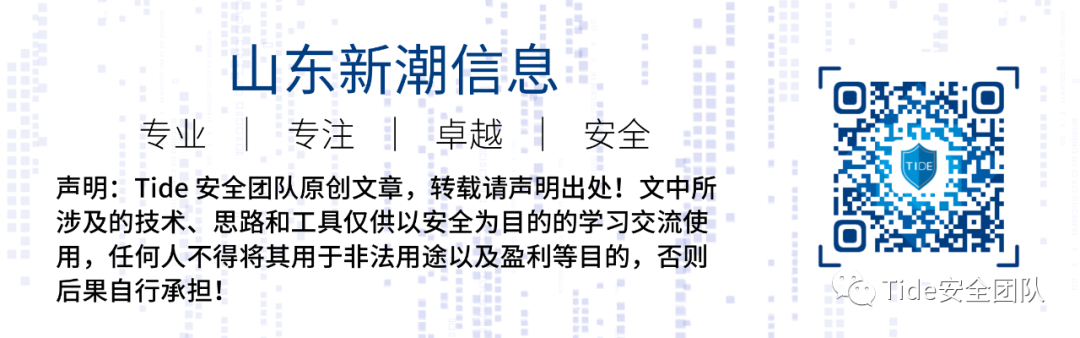 山东新潮信息
专业 | 专注 | 卓越 | 安全
声明：Tide 安全团队原创文章，转载请声明出处！文中所
涉及的技术、思路和工具仅供以安全为目的的学习交流使
用，任何人不得将其用于非法用途以及盈利等目的，否则
后果自行承担！
TIDE
Tide安全团队